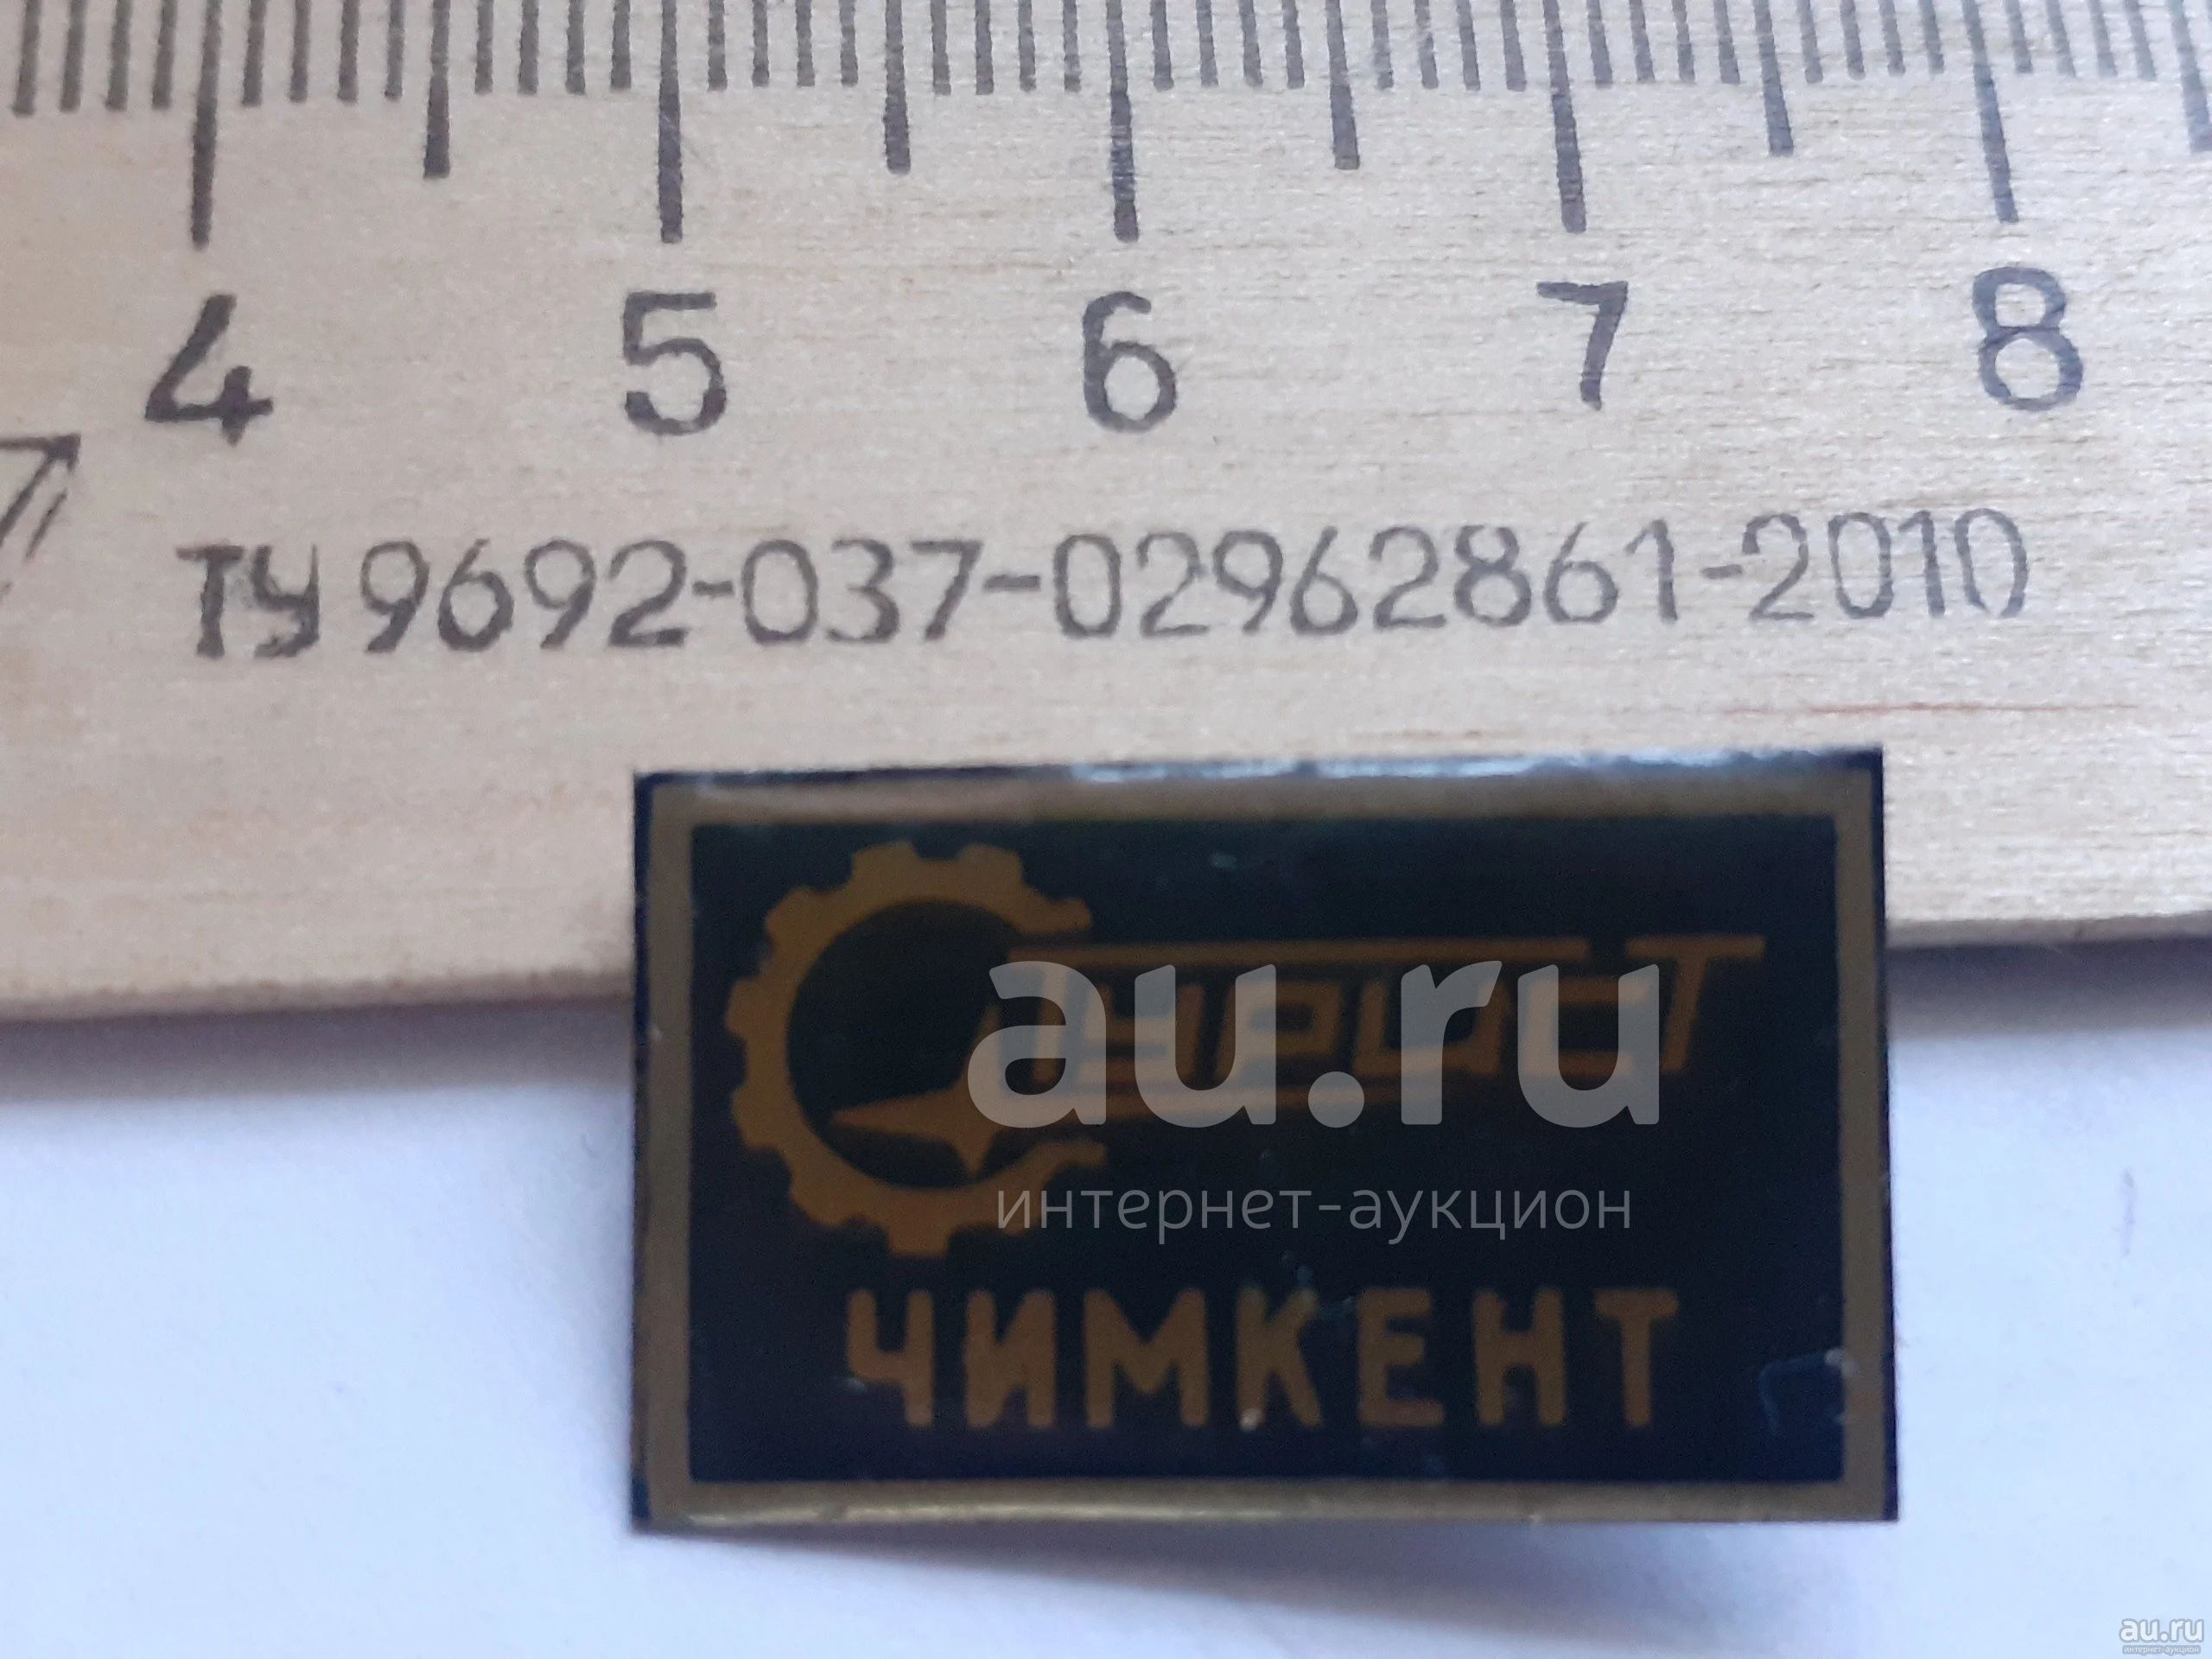 4 5 6 7 8
ТУ 9692-037-02962861-2010
Турист
au.ru
интернет-аукцион
ЧИМКЕНТ
au.ru
интернет-аукцион